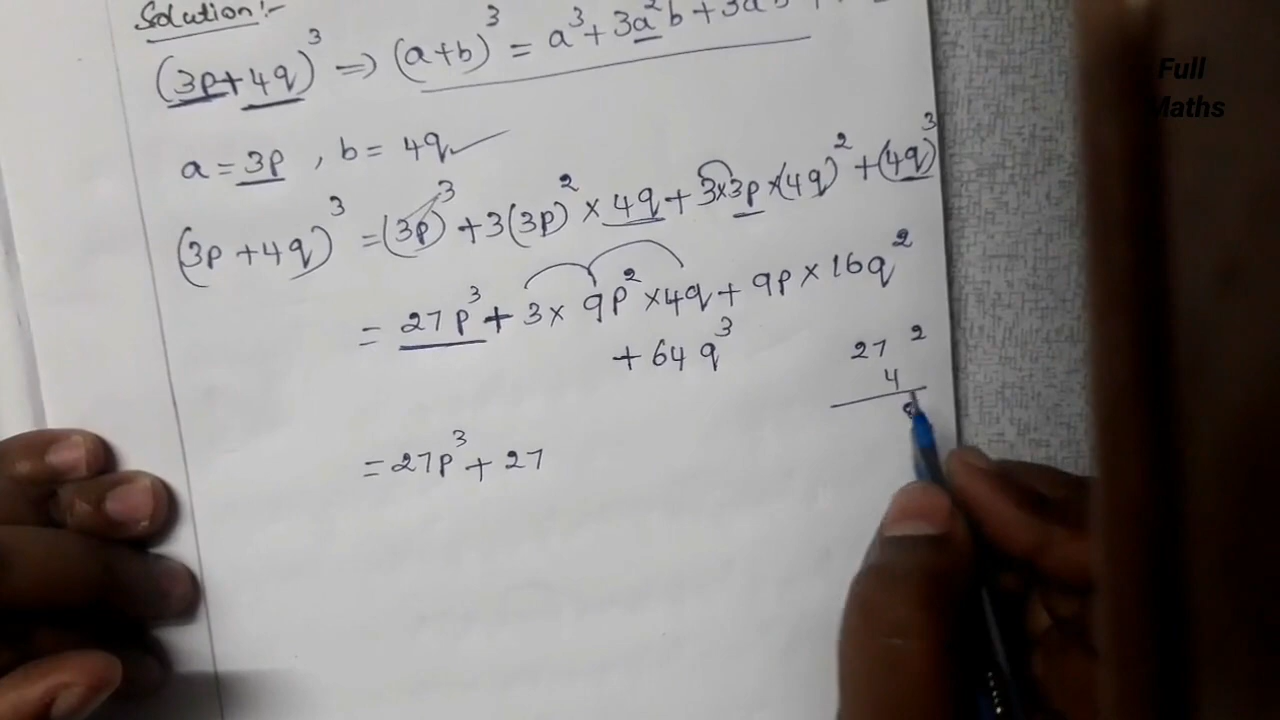 Solution:-
(3p+4q)³ => (a+b)³ = a³+3a²b+3ab
Full
Maths
a = 3p , b = 4q ✓
(3p+4q)³ = (3p)³+3(3p)²×4q+3×3p×(4q)²+(4q)³
= 27p³+3×9p²×4q+9p×16q²
+64q³
27 ²
4
8
= 27p³+27